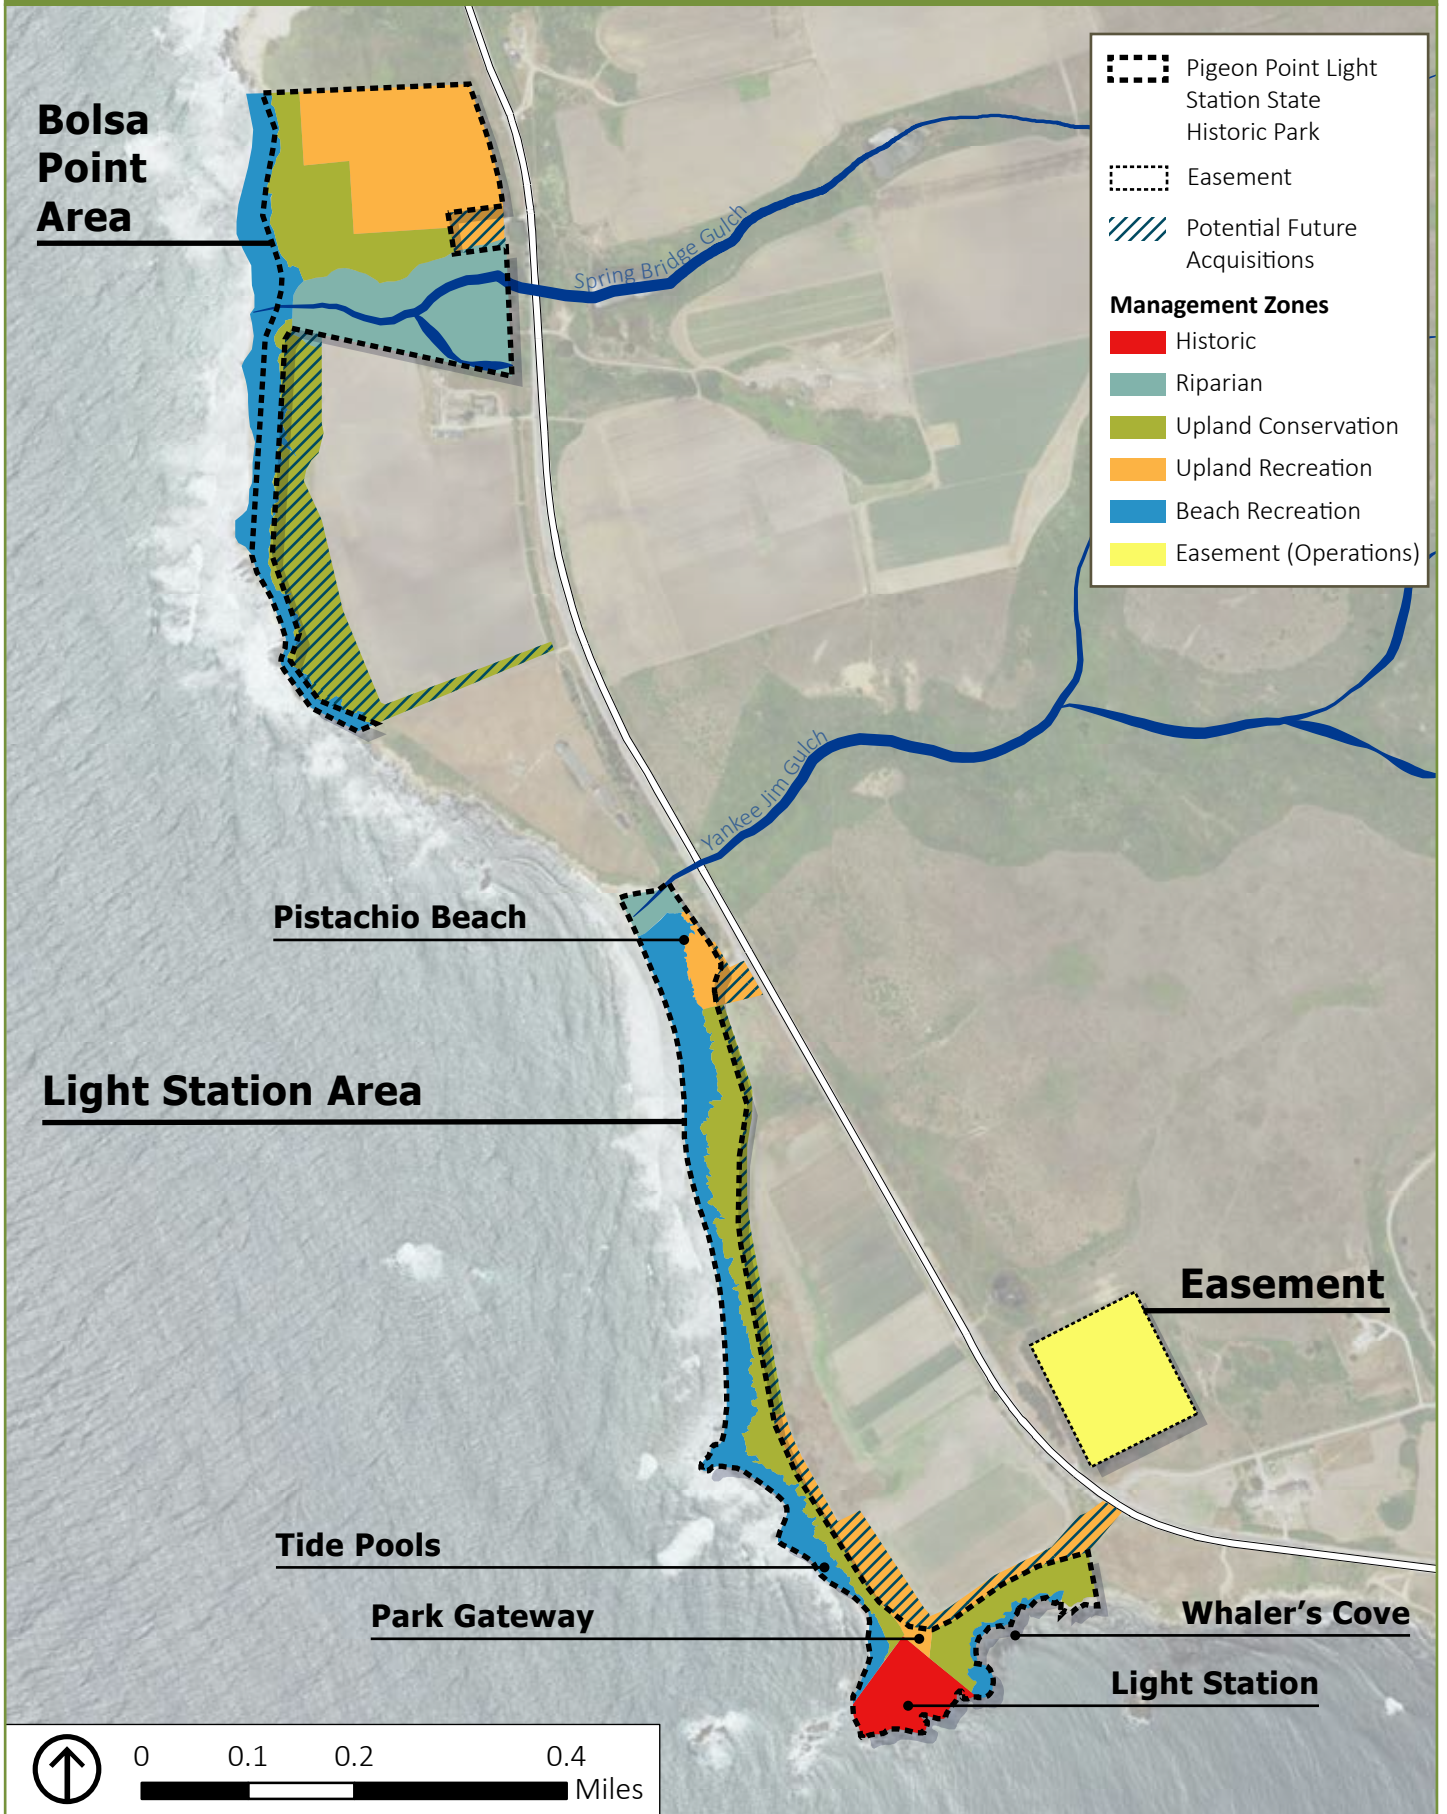 Bolsa
Point
Area
Pigeon Point Light
Station State
Historic Park
Easement
Potential Future
Acquisitions
Management Zones
Historic
Riparian
Upland Conservation
Upland Recreation
Beach Recreation
Easement (Operations)
Spring Bridge Gulch
Yankee Jim Gulch
Pistachio Beach
Light Station Area
Easement
Tide Pools
Park Gateway
Whaler's Cove
Light Station
0 0.1 0.2 0.4
Miles